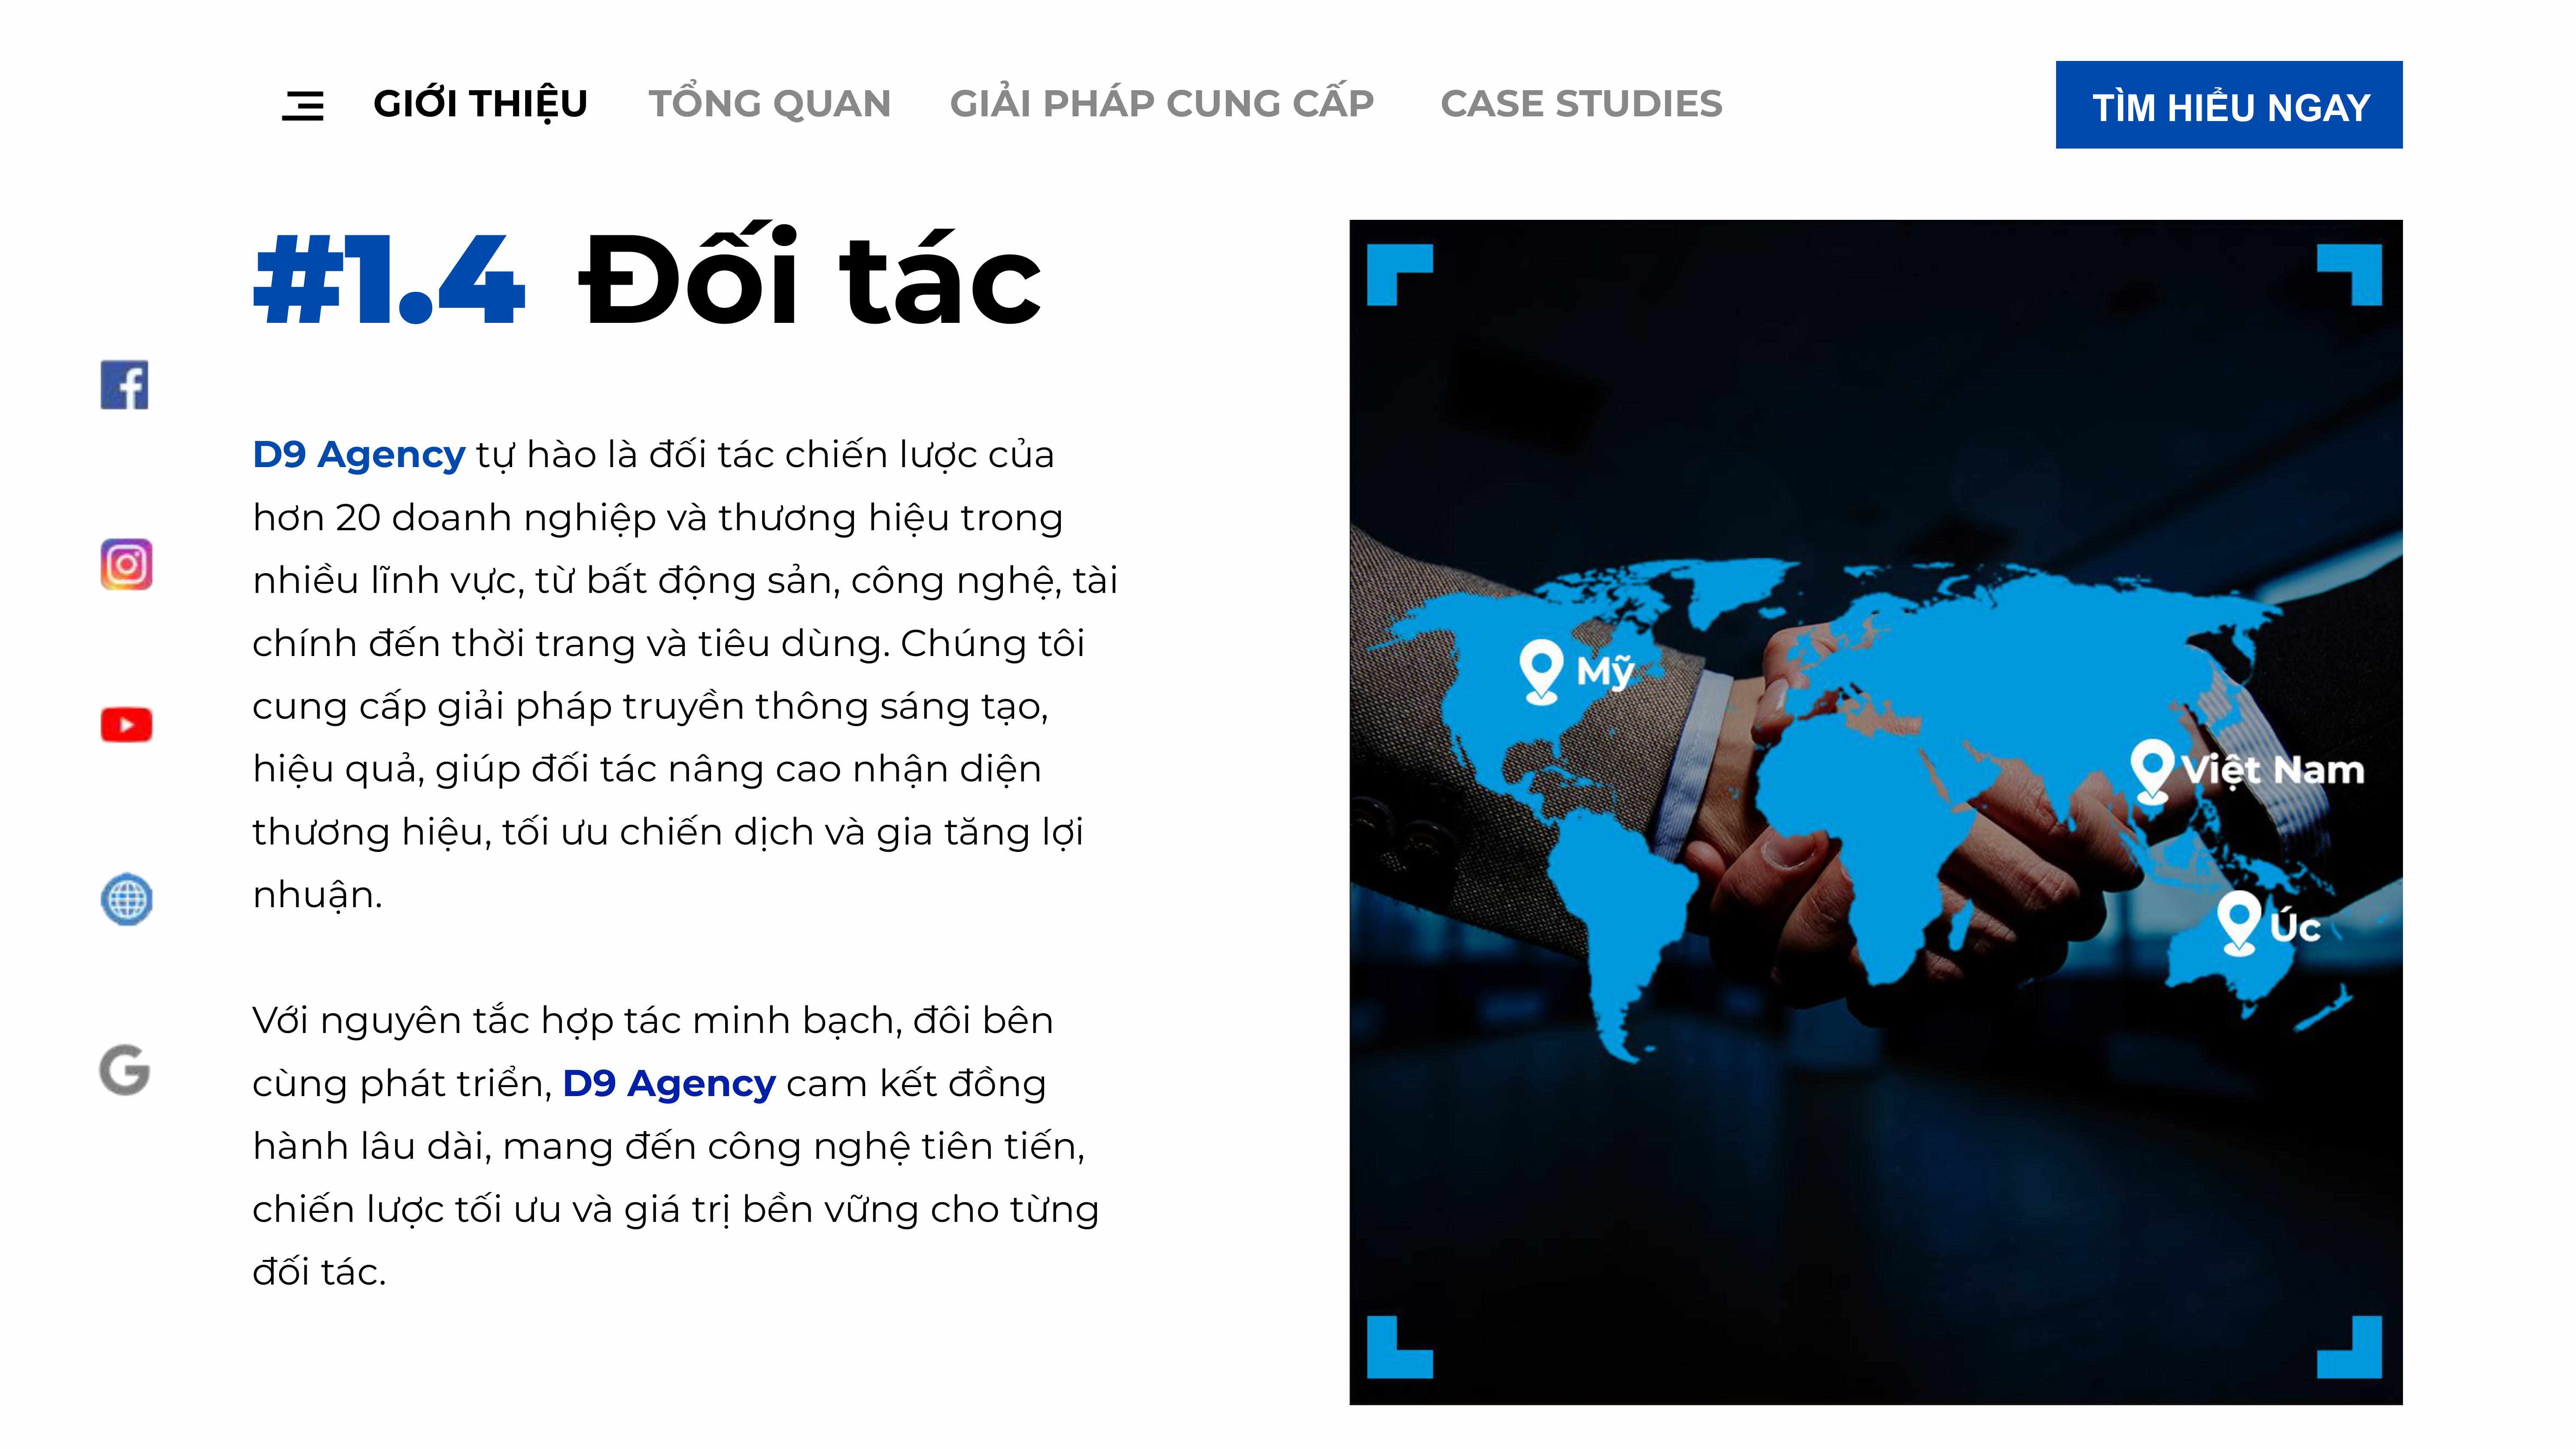 GIỚI THIỆU
TỔNG QUAN
GIẢI PHÁP CUNG CẤP
CASE STUDIES
TÌM HIỂU NGAY
#1.4 Đối tác
D9 Agency tự hào là đối tác chiến lược của
hơn 20 doanh nghiệp và thương hiệu trong
nhiều lĩnh vực, từ bất động sản, công nghệ, tài
chính đến thời trang và tiêu dùng. Chúng tôi
cung cấp giải pháp truyền thông sáng tạo,
hiệu quả, giúp đối tác nâng cao nhận diện
thương hiệu, tối ưu chiến dịch và gia tăng lợi
nhuận.
Với nguyên tắc hợp tác minh bạch, đôi bên
cùng phát triển, D9 Agency cam kết đồng
hành lâu dài, mang đến công nghệ tiên tiến,
chiến lược tối ưu và giá trị bền vững cho từng
đối tác.
Mỹ
Việt Nam
Úc